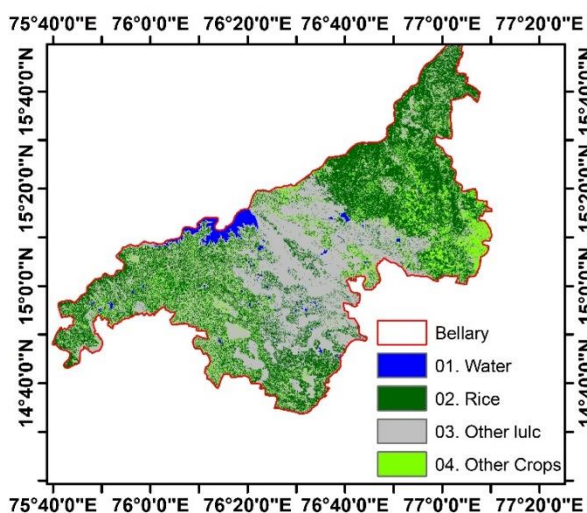 75°40'0"E 76°0'0"E 76°20'0"E 76°40'0"E 77°0'0"E 77°20'0"E
15°40'0"N
15°20'0"N
15°0'0"N
14°40'0"N
15°40'0"N
15°20'0"N
15°0'0"N
14°40'0"N
Bellary
01. Water
02. Rice
03. Other lulc
04. Other Crops
75°40'0"E 76°0'0"E 76°20'0"E 76°40'0"E 77°0'0"E 77°20'0"E